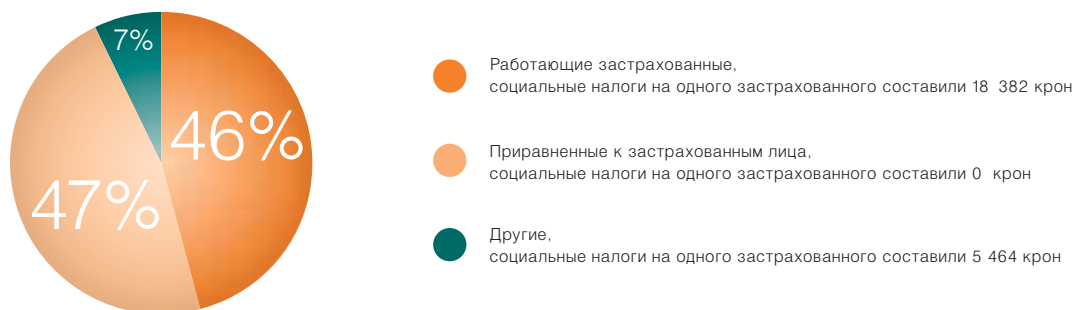 7%
46%
47%
Работающие застрахованные,
социальные налоги на одного застрахованного составили 18 382 крон
Приравненные к застрахованным лица,
социальные налоги на одного застрахованного составили 0 крон
Другие,
социальные налоги на одного застрахованного составили 5 464 крон